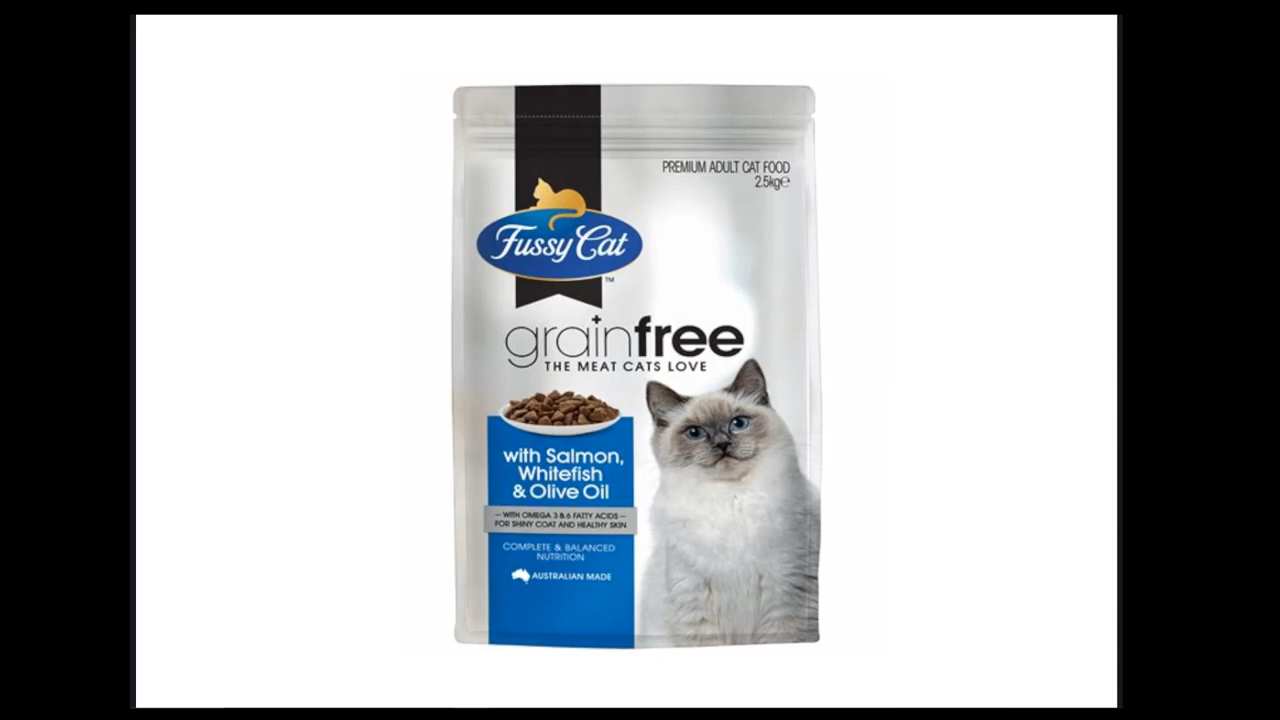 PREMIUM ADULT CAT FOOD
2.5kg℮
Fussy Cat
TM
grainfree
THE MEAT CATS LOVE
with Salmon,
Whitefish
& Olive Oil
– WITH OMEGA 3 & 6 FATTY ACIDS –
FOR SHINY COAT AND HEALTHY SKIN
COMPLETE & BALANCED
NUTRITION
AUSTRALIAN MADE